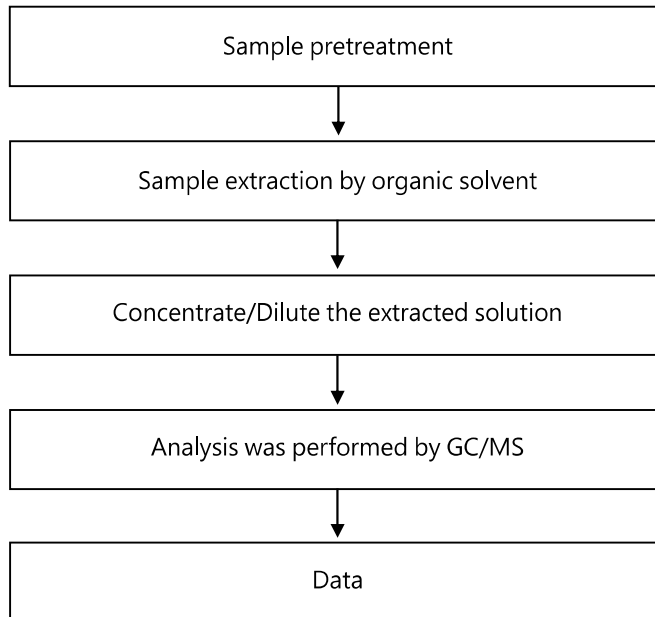 Sample pretreatment
Sample extraction by organic solvent
Concentrate/Dilute the extracted solution
Analysis was performed by GC/MS
Data